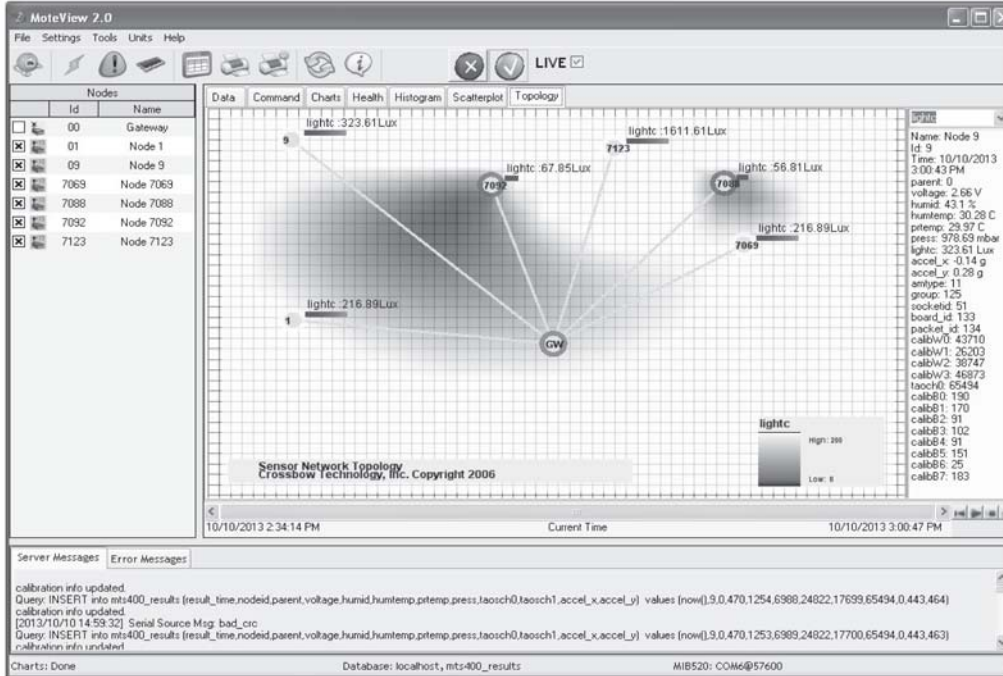 MoteView 2.0
File Settings Tools Units Help
LIVE
Nodes
Id Name
00 Gateway
01 Node 1
09 Node 9
7069 Node 7069
7088 Node 7088
7092 Node 7092
7123 Node 7123
Data Command Charts Health Histogram Scatterplot Topology
lightc :323.61Lux
9
lightc :1611.61Lux
7123
lightc :67.85Lux
7092
lightc :56.81Lux
7088
lightc :216.89Lux
7069
lightc :216.89Lux
1
GW
lightc
High: 200
Low: 0
Sensor Network Topology
Crossbow Technology, Inc. Copyright 2006
10/10/2013 2:34:14 PM Current Time 10/10/2013 3:00:47 PM
lightc
Name: Node 9
Id: 9
Time: 10/10/2013
3:00:43 PM
parent: 0
voltage: 2.66 V
humid: 43.1 %
humtemp: 30.28 C
prtemp: 29.97 C
press: 978.69 mbar
lightc: 323.61 Lux
accel_x: -0.14 g
accel_y: 0.28 g
amtype: 11
group: 125
socketid: 51
board_id: 133
packet_id: 134
calibW0: 43710
calibW1: 26203
calibW2: 38747
calibW3: 46873
taoch0: 65494
calibB0: 190
calibB1: 170
calibB2: 91
calibB3: 102
calibB4: 91
calibB5: 151
calibB6: 25
calibB7: 183
Server Messages Error Messages
calibration info updated.
Query: INSERT into mts400_results (result_time,nodeid,parent,voltage,humid,humtemp,prtemp,press,taosch0,taosch1,accel_x,accel_y) values (now(),9,0,470,1254,6988,24822,17699,65494,0,443,464)
calibration info updated.
[2013/10/10 14:59:32] Serial Source Msg: bad_crc
Query: INSERT into mts400_results (result_time,nodeid,parent,voltage,humid,humtemp,prtemp,press,taosch0,taosch1,accel_x,accel_y) values (now(),9,0,470,1253,6989,24822,17700,65494,0,443,463)
calibration info updated.
Charts: Done Database: localhost, mts400_results MIB520: COM6@57600